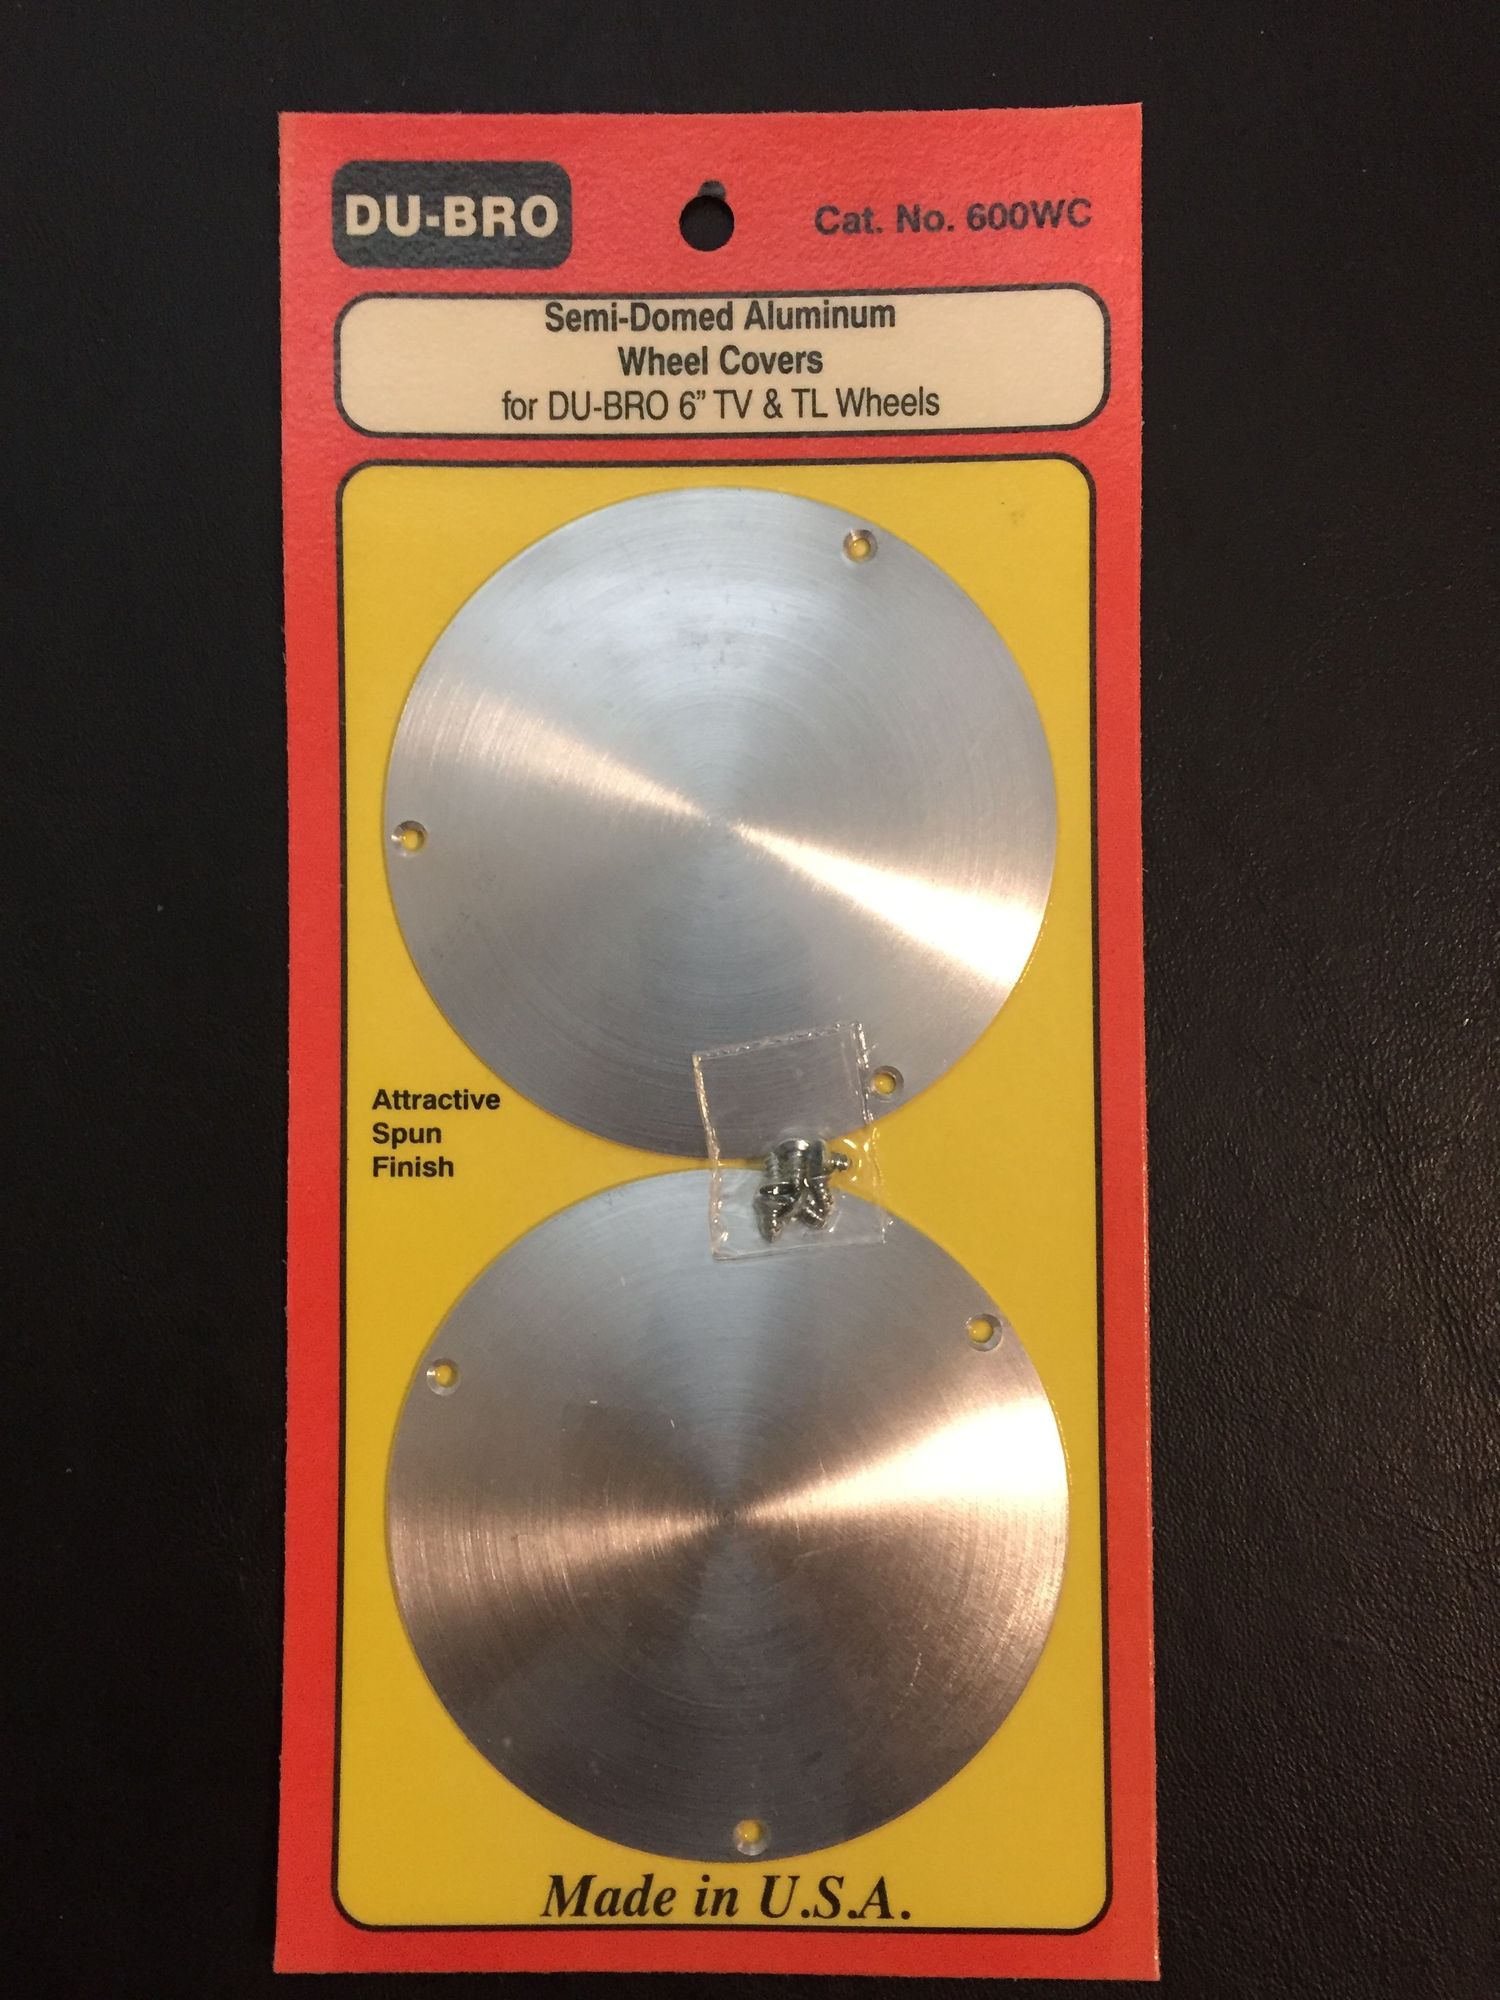 DU-BRO
Cat. No. 600WC
Semi-Domed Aluminum
Wheel Covers
for DU-BRO 6" TV & TL Wheels
Attractive
Spun
Finish
Made in U.S.A.